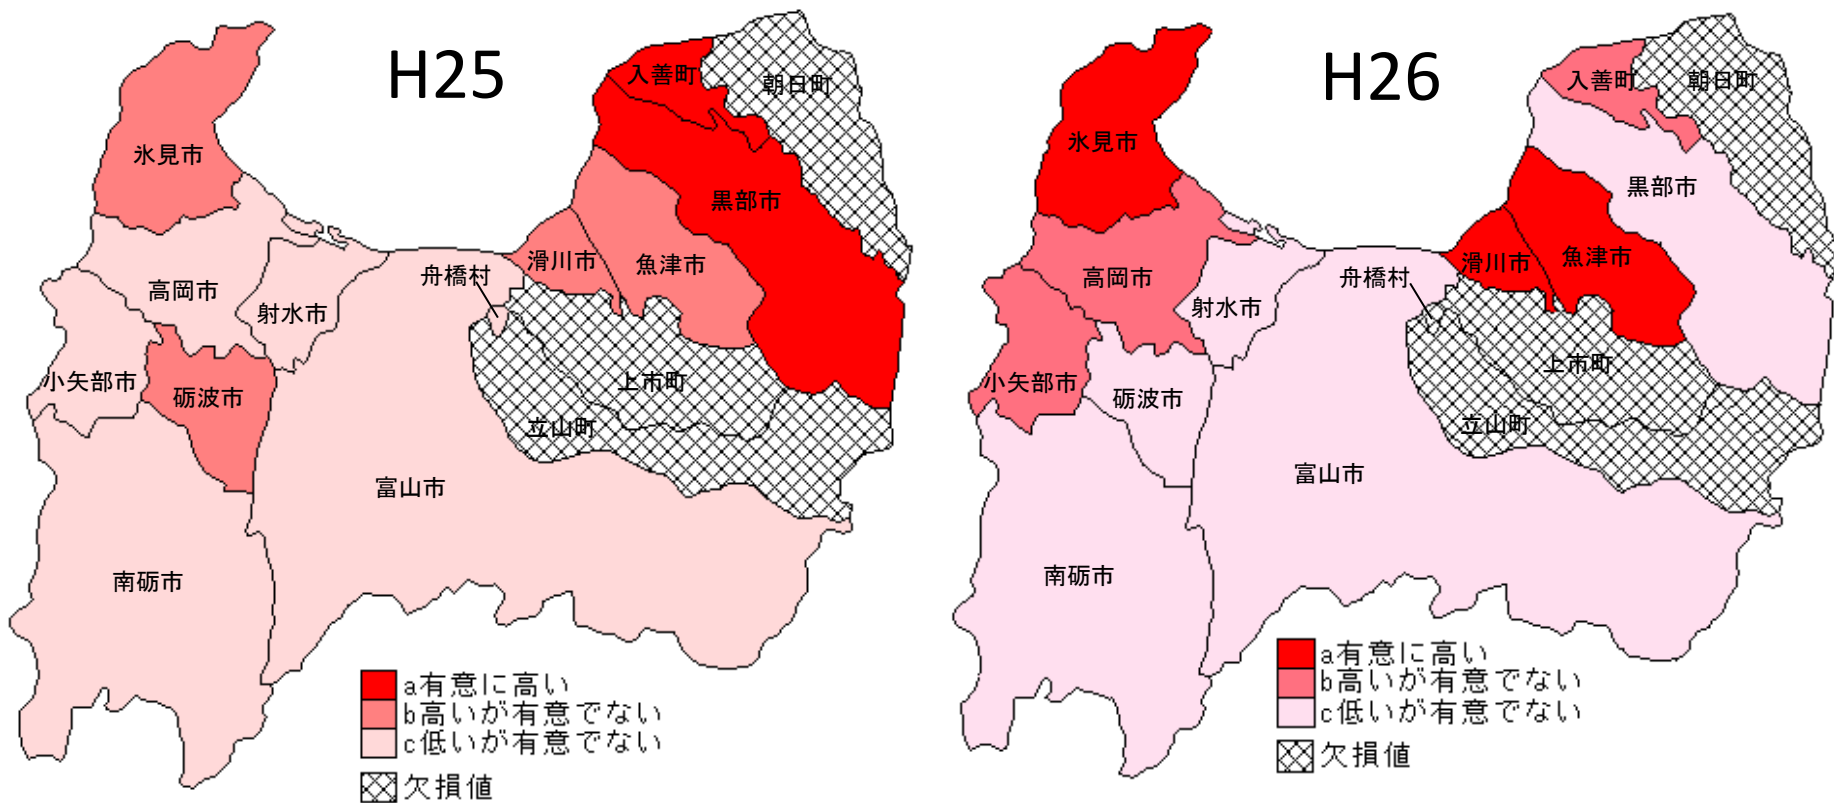 H25
入善町
朝日町
氷見市
黒部市
滑川市
魚津市
舟橋村
高岡市
射水市
小矢部市
砺波市
上市町
立山町
富山市
南砺市
a有意に高い
b高いが有意でない
c低いが有意でない
欠損値
H26
入善町
朝日町
氷見市
黒部市
滑川市
魚津市
舟橋村
高岡市
射水市
小矢部市
砺波市
上市町
立山町
富山市
南砺市
a有意に高い
b高いが有意でない
c低いが有意でない
欠損値